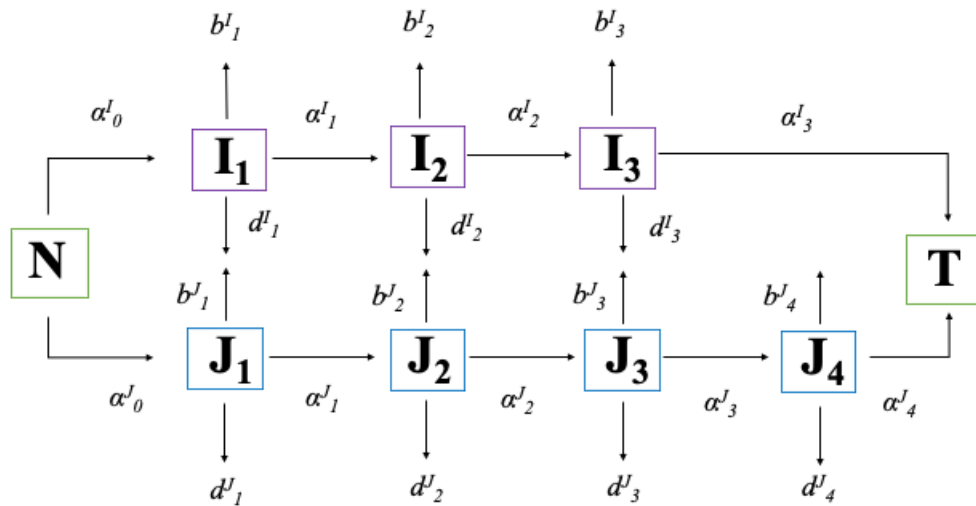 b^I_1 b^I_2 b^I_3
α^I_0 α^I_1 α^I_2 α^I_3
I_1 I_2 I_3
d^I_1 d^I_2 d^I_3
N T
b^J_1 b^J_2 b^J_3 b^J_4
J_1 J_2 J_3 J_4
α^J_0 α^J_1 α^J_2 α^J_3 α^J_4
d^J_1 d^J_2 d^J_3 d^J_4